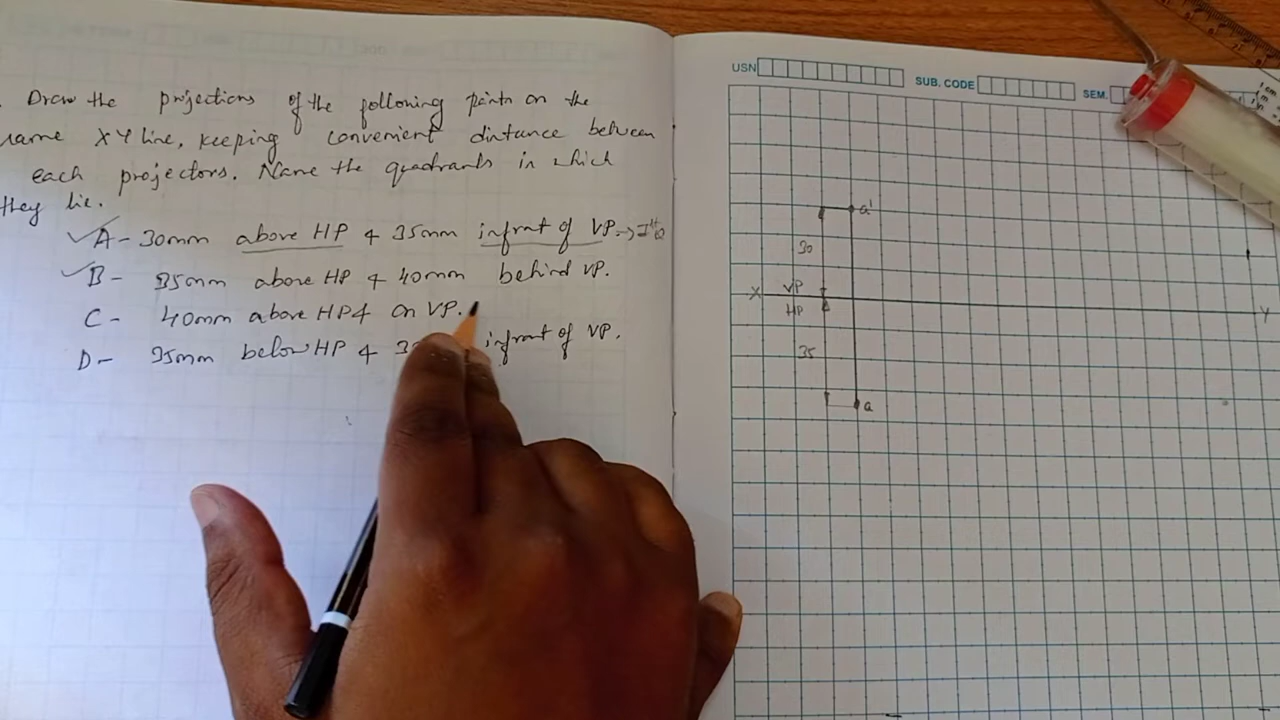 Draw the projections of the following points on the
same XY line, keeping convenient distance between
each projectors. Name the quadrants in which
they lie.
A - 30mm above HP & 35mm infront of VP. → Ist Q
B - 35mm above HP & 40mm behind VP.
C - 40mm above HP & on VP.
D - 35mm below HP & infront of VP.
USN
SUB. CODE
SEM.
a'
30
X VP
HP
Y
35
a